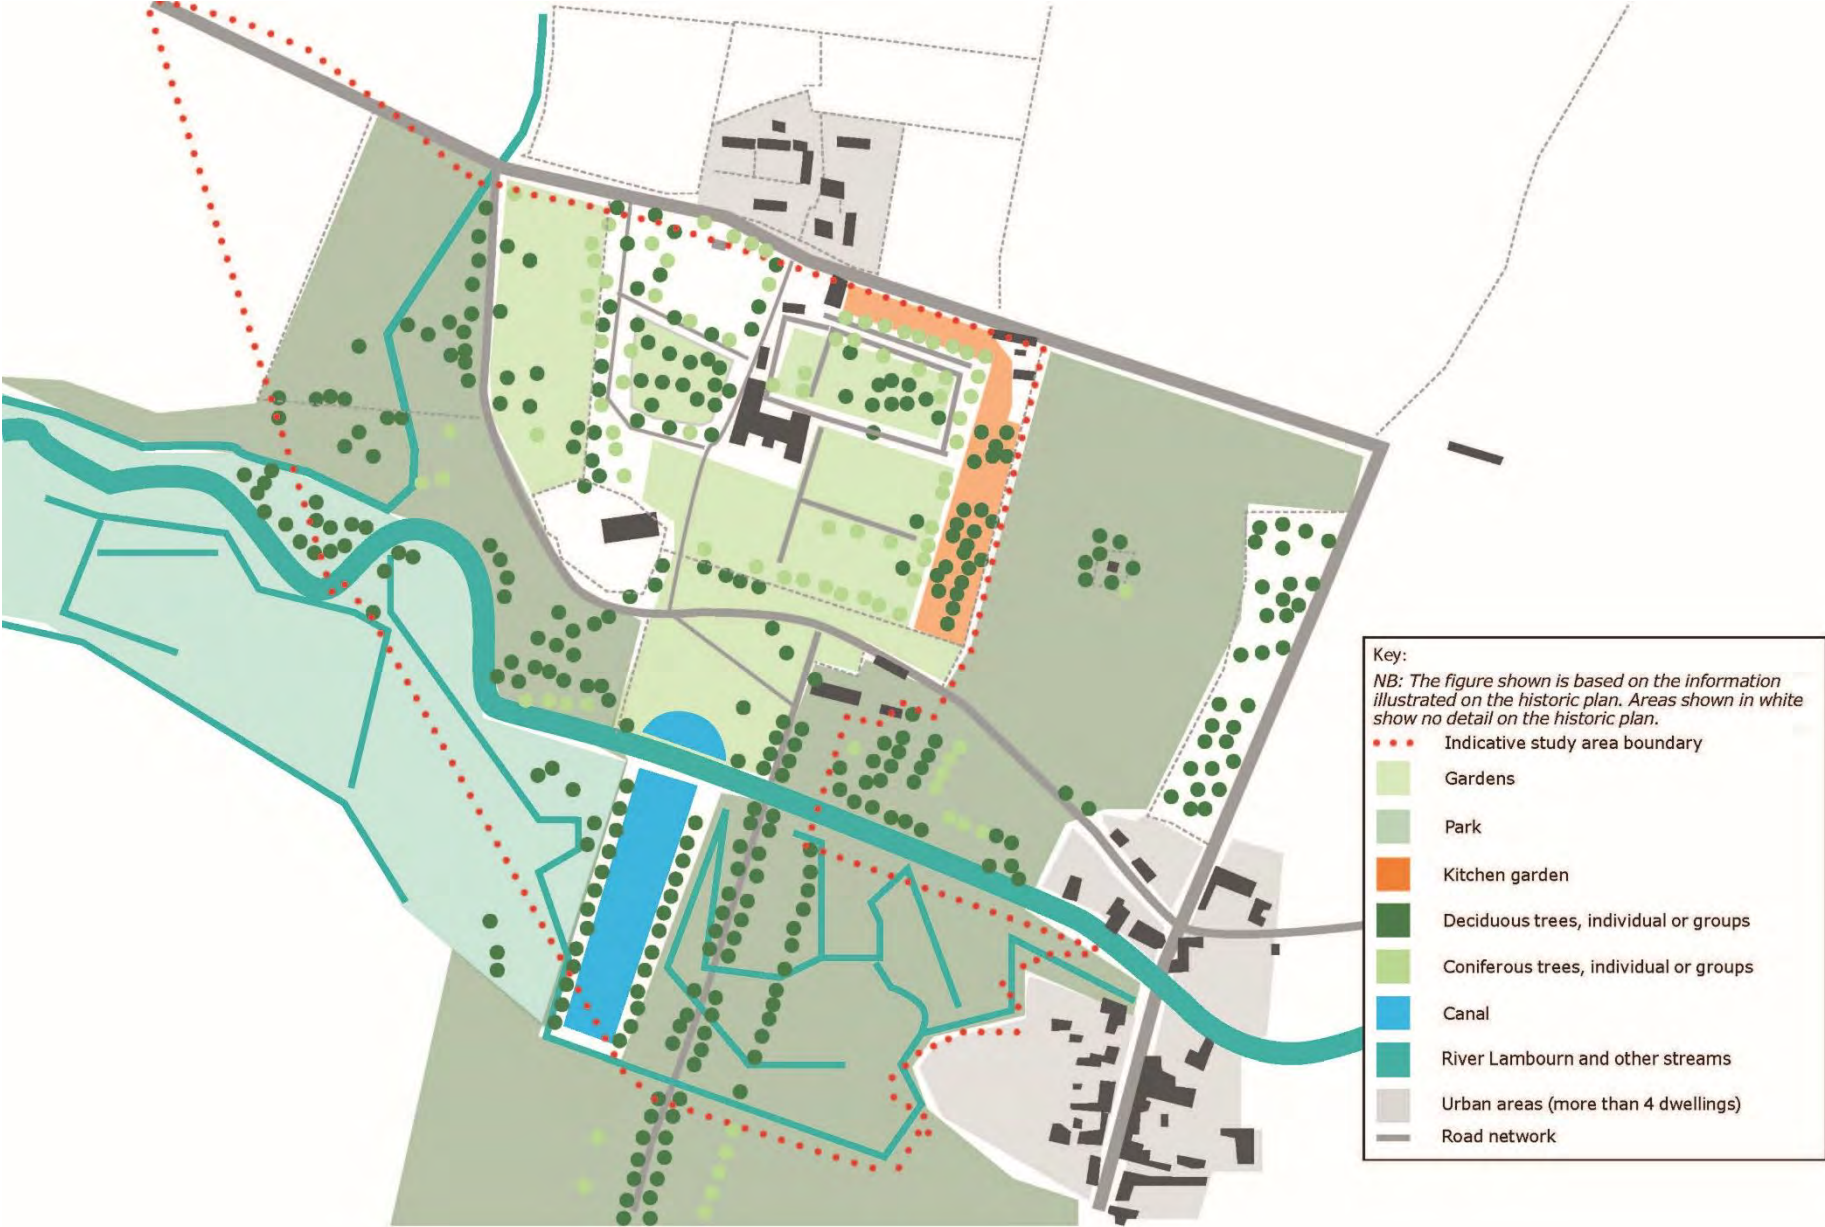 Key:
NB: The figure shown is based on the information
illustrated on the historic plan. Areas shown in white
show no detail on the historic plan.
Indicative study area boundary
Gardens
Park
Kitchen garden
Deciduous trees, individual or groups
Coniferous trees, individual or groups
Canal
River Lambourn and other streams
Urban areas (more than 4 dwellings)
Road network